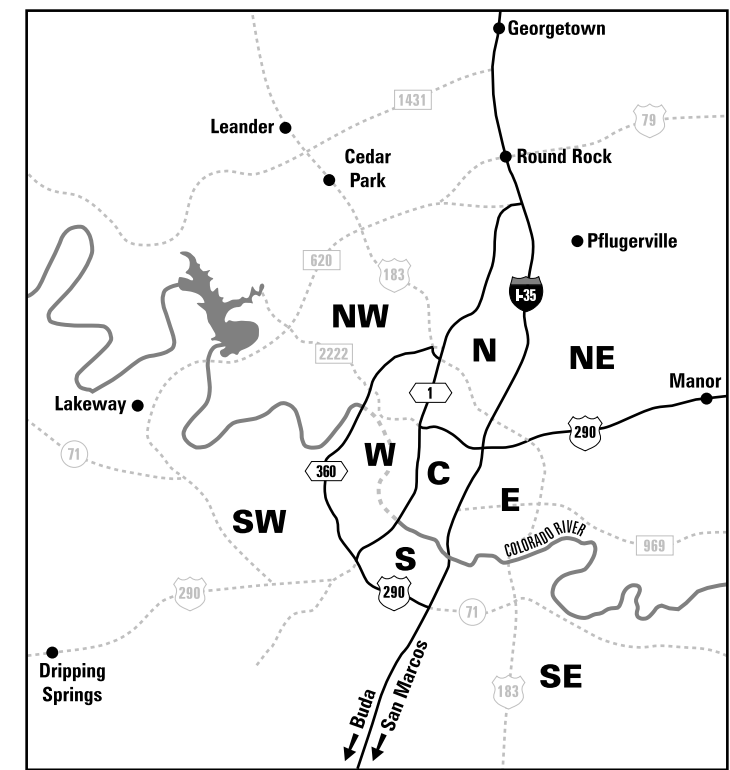 Georgetown
1431
79
Leander
Cedar
Park
Round Rock
Pflugerville
620
183
I-35
NW
N
NE
2222
Manor
1
Lakeway
290
71
W
C
360
E
SW
COLORADO RIVER
969
S
290
290
71
Dripping
Springs
SE
183
Buda
San Marcos